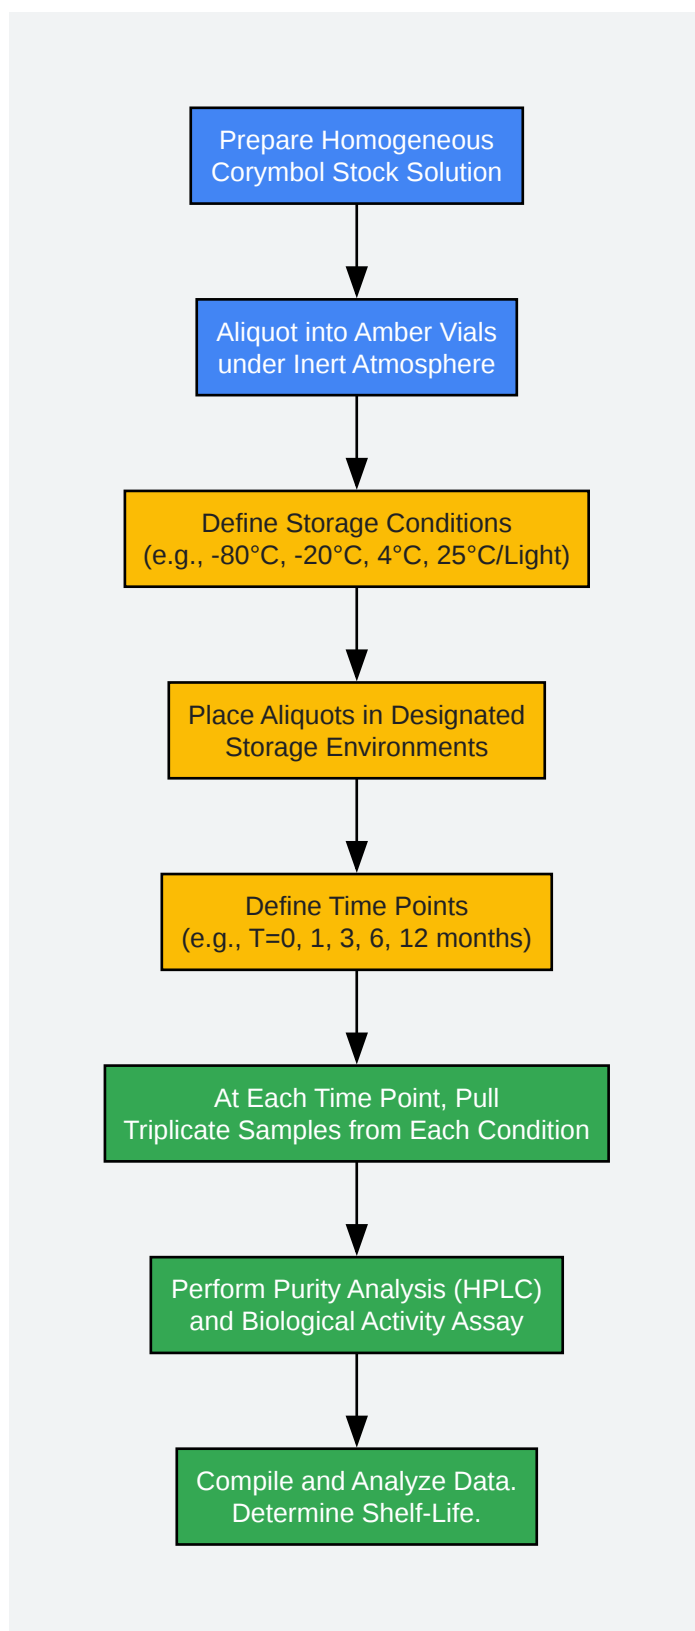 Prepare Homogeneous
Corymbol Stock Solution
Aliquot into Amber Vials
under Inert Atmosphere
Define Storage Conditions
(e.g., -80°C, -20°C, 4°C, 25°C/Light)
Place Aliquots in Designated
Storage Environments
Define Time Points
(e.g., T=0, 1, 3, 6, 12 months)
At Each Time Point, Pull
Triplicate Samples from Each Condition
Perform Purity Analysis (HPLC)
and Biological Activity Assay
Compile and Analyze Data.
Determine Shelf-Life.